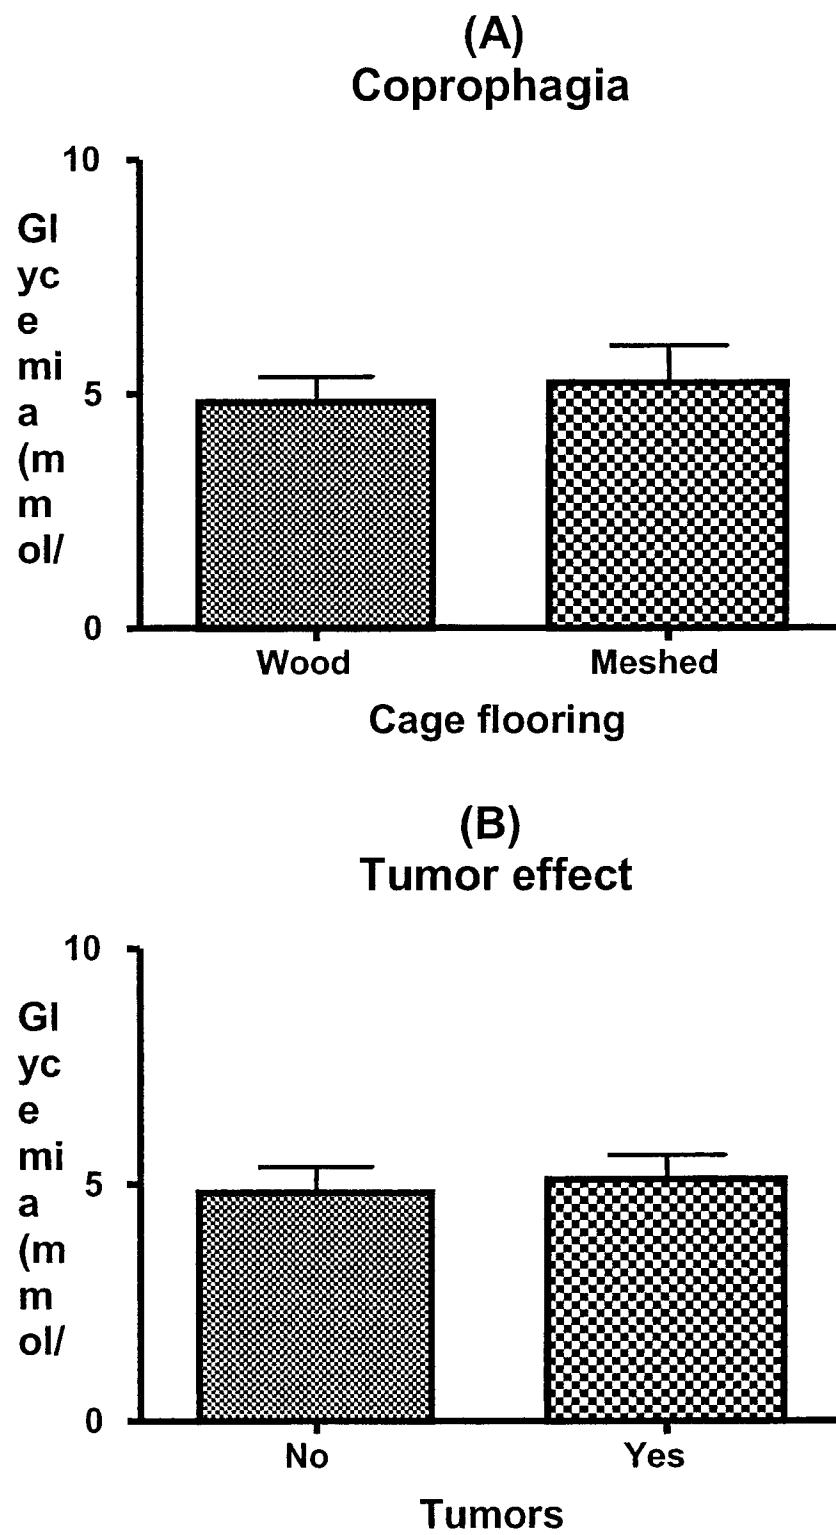 (A)
Coprophagia
10
5
0
Gl
yc
e
mi
a
(m
m
ol/
Wood Meshed
Cage flooring
(B)
Tumor effect
10
5
0
Gl
yc
e
mi
a
(m
m
ol/
No Yes
Tumors